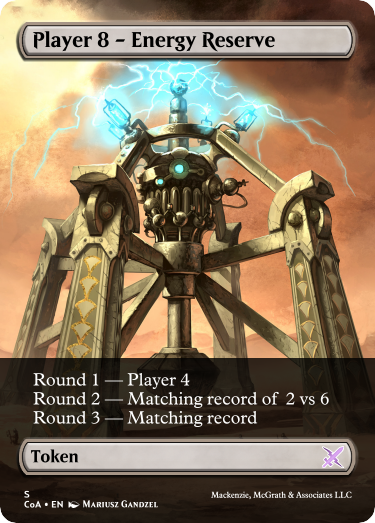 Player 8 – Energy Reserve
Round 1 — Player 4
Round 2 — Matching record of 2 vs 6
Round 3 — Matching record
Token
S
CoA • EN Mariusz Gandzel
Mackenzie, McGrath & Associates LLC